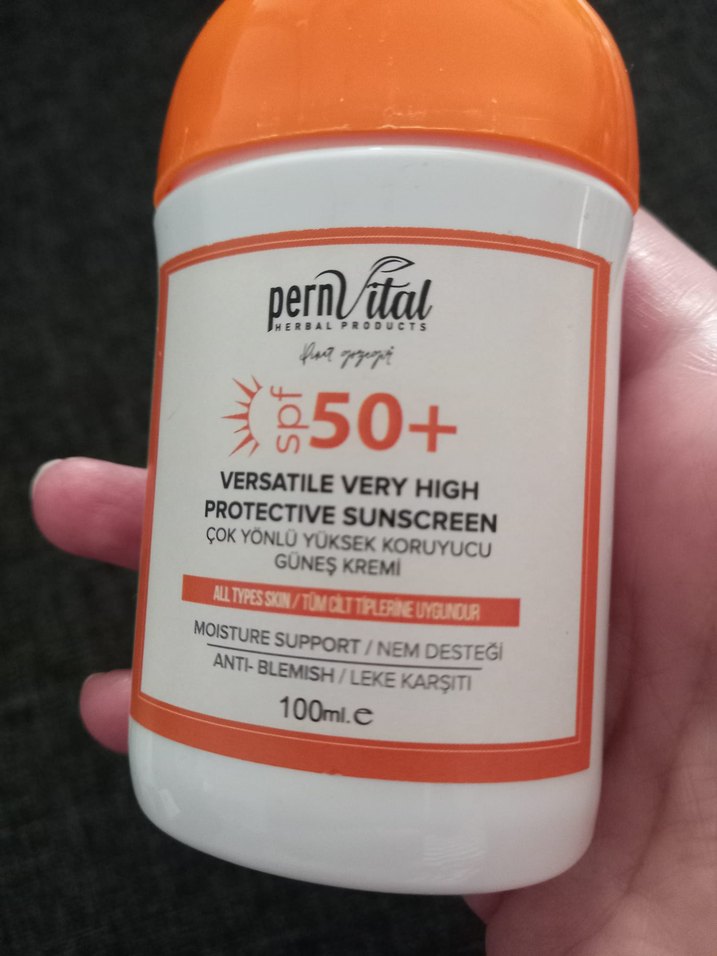 pernVital
HERBAL PRODUCTS
spf 50+
VERSATILE VERY HIGH
PROTECTIVE SUNSCREEN
ÇOK YÖNLÜ YÜKSEK KORUYUCU
GÜNEŞ KREMİ
ALL TYPES SKIN / TÜM CİLT TİPLERİNE UYGUNDUR
MOISTURE SUPPORT / NEM DESTEĞİ
ANTI- BLEMISH / LEKE KARŞITI
100ml. e